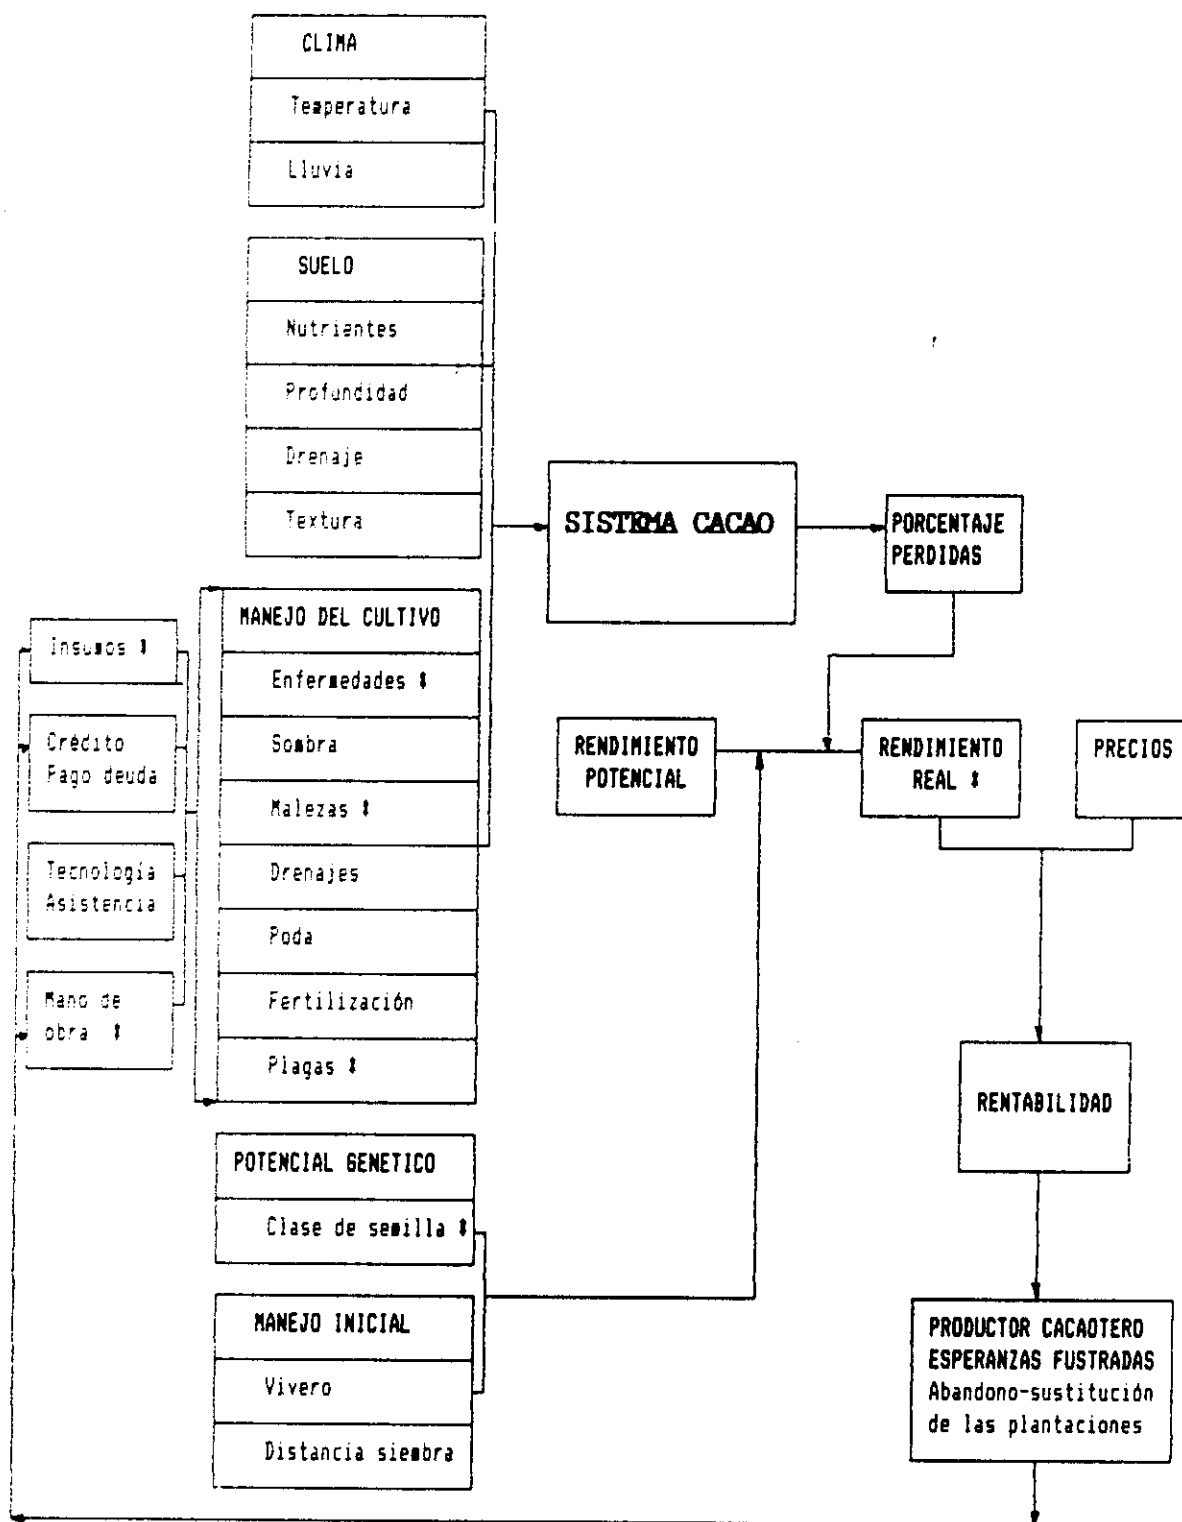 CLIMA
Temperatura
Lluvia
SUELO
Nutrientes
Profundidad
Drenaje
Textura
SISTEMA CACAO
PORCENTAJE
PERDIDAS
MANEJO DEL CULTIVO
Enfermedades *
Sombra
Malezas *
Drenajes
Poda
Fertilización
Plagas *
Insumos *
Crédito
Pago deuda
Tecnología
Asistencia
Mano de
obra *
RENDIMIENTO
POTENCIAL
RENDIMIENTO
REAL *
PRECIOS
RENTABILIDAD
POTENCIAL GENETICO
Clase de semilla *
MANEJO INICIAL
Vivero
Distancia siembra
PRODUCTOR CACAOTERO
ESPERANZAS FUSTRADAS
Abandono-sustitución
de las plantaciones